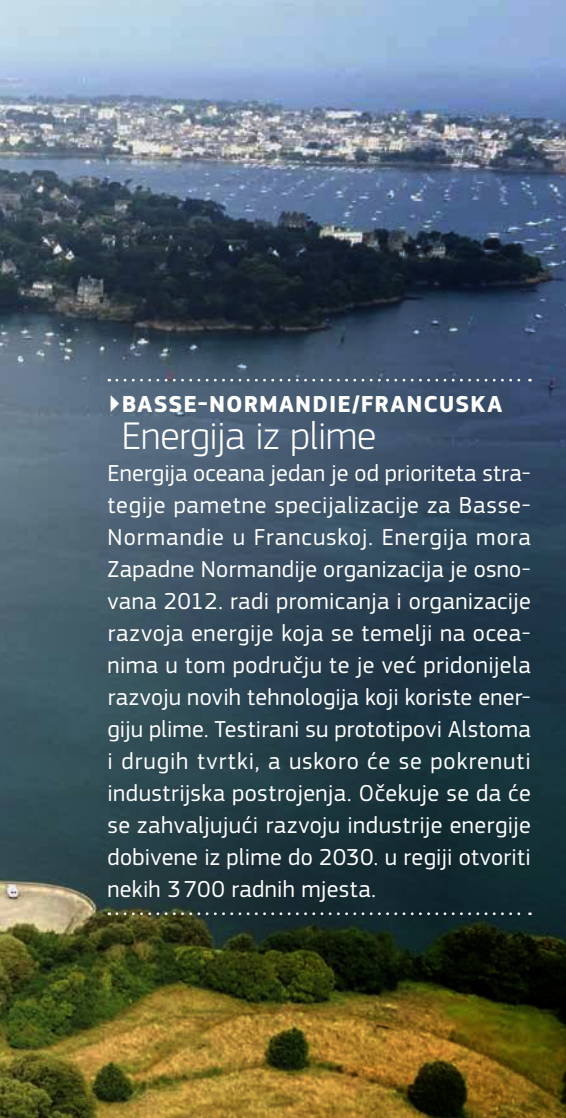 BASSE-NORMANDIE/FRANCUSKA
Energija iz plime
Energija oceana jedan je od prioriteta stra-
tegije pametne specijalizacije za Basse-
Normandie u Francuskoj. Energija mora
Zapadne Normandije organizacija je osno-
vana 2012. radi promicanja i organizacije
razvoja energije koja se temelji na ocea-
nima u tom području te je već pridonijela
razvoju novih tehnologija koji koriste ener-
giju plime. Testirani su prototipovi Alstoma
i drugih tvrtki, a uskoro će se pokrenuti
industrijska postrojenja. Očekuje se da će
se zahvaljujući razvoju industrije energije
dobivene iz plime do 2030. u regiji otvoriti
nekih 3 700 radnih mjesta.